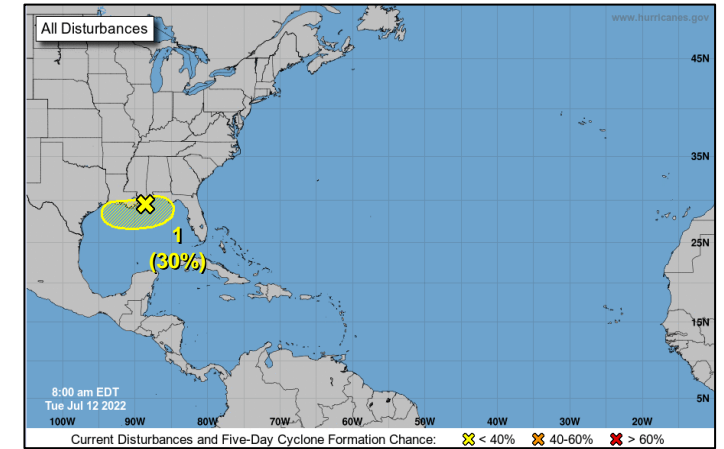 All Disturbances
www.hurricanes.gov
45N
35N
1
25N
(30%)
15N
8:00 am EDT
5N
Tue Jul 12 2022
100W 90W 80W 70W 60W 50W 40W 30W 20W
Current Disturbances and Five-Day Cyclone Formation Chance: < 40% 40-60% > 60%